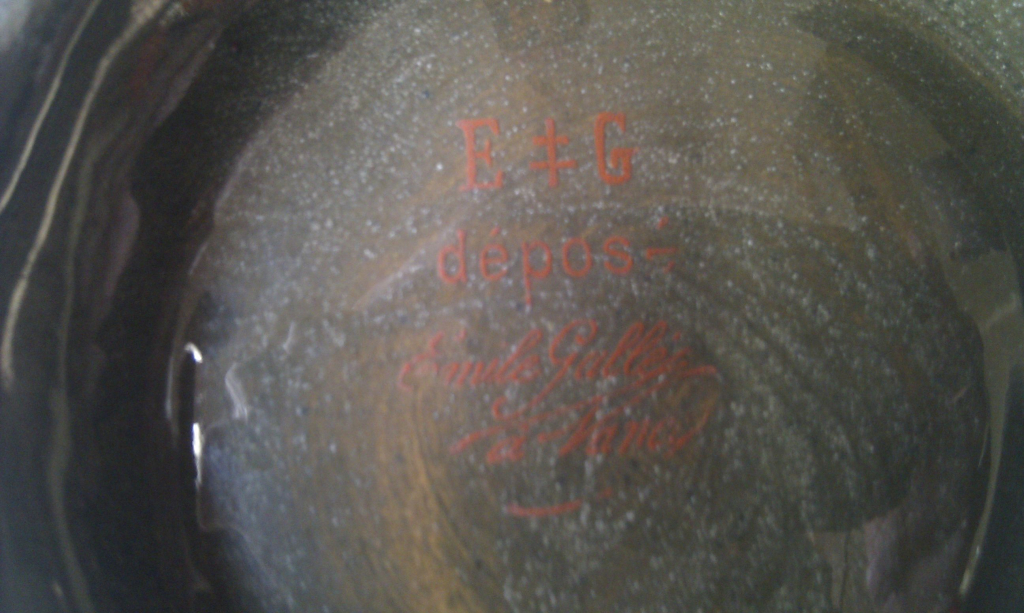 E ‡ G
dépos
Emile Gallé
à Nancy